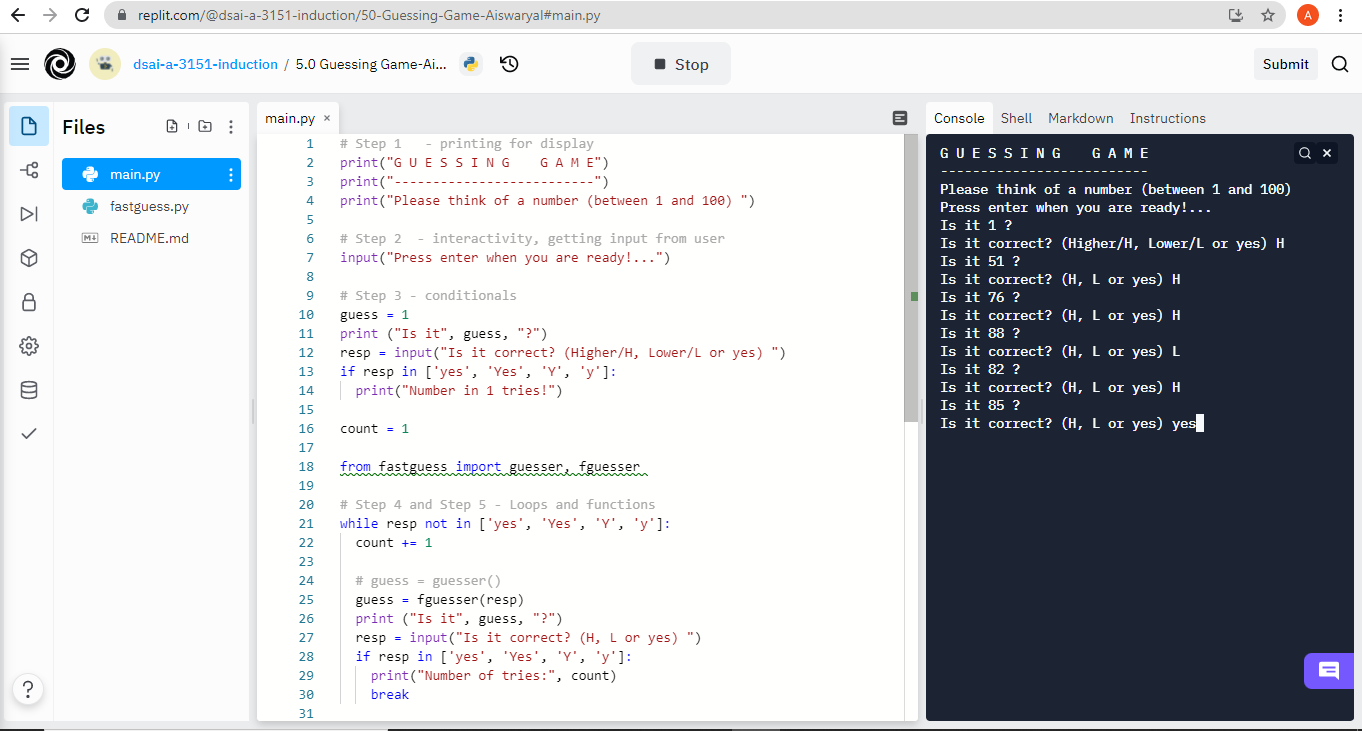 replit.com/@dsai-a-3151-induction/50-Guessing-Game-Aiswaryal#main.py
A
dsai-a-3151-induction / 5.0 Guessing Game-Ai...
Stop
Submit
Files
main.py
fastguess.py
README.md
?
main.py ×
1 # Step 1   - printing for display
2 print("G U E S S I N G    G A M E")
3 print("--------------------------")
4 print("Please think of a number (between 1 and 100) ")
5
6 # Step 2  - interactivity, getting input from user
7 input("Press enter when you are ready!...")
8
9 # Step 3 - conditionals
10 guess = 1
11 print ("Is it", guess, "?")
12 resp = input("Is it correct? (Higher/H, Lower/L or yes) ")
13 if resp in ['yes', 'Yes', 'Y', 'y']:
14   print("Number in 1 tries!")
15
16 count = 1
17
18 from fastguess import guesser, fguesser
19
20 # Step 4 and Step 5 - Loops and functions
21 while resp not in ['yes', 'Yes', 'Y', 'y']:
22   count += 1
23
24   # guess = guesser()
25   guess = fguesser(resp)
26   print ("Is it", guess, "?")
27   resp = input("Is it correct? (H, L or yes) ")
28   if resp in ['yes', 'Yes', 'Y', 'y']:
29     print("Number of tries:", count)
30     break
31
Console Shell Markdown Instructions
G U E S S I N G    G A M E
--------------------------
Please think of a number (between 1 and 100)
Press enter when you are ready!...
Is it 1 ?
Is it correct? (Higher/H, Lower/L or yes) H
Is it 51 ?
Is it correct? (H, L or yes) H
Is it 76 ?
Is it correct? (H, L or yes) H
Is it 88 ?
Is it correct? (H, L or yes) L
Is it 82 ?
Is it correct? (H, L or yes) H
Is it 85 ?
Is it correct? (H, L or yes) yes